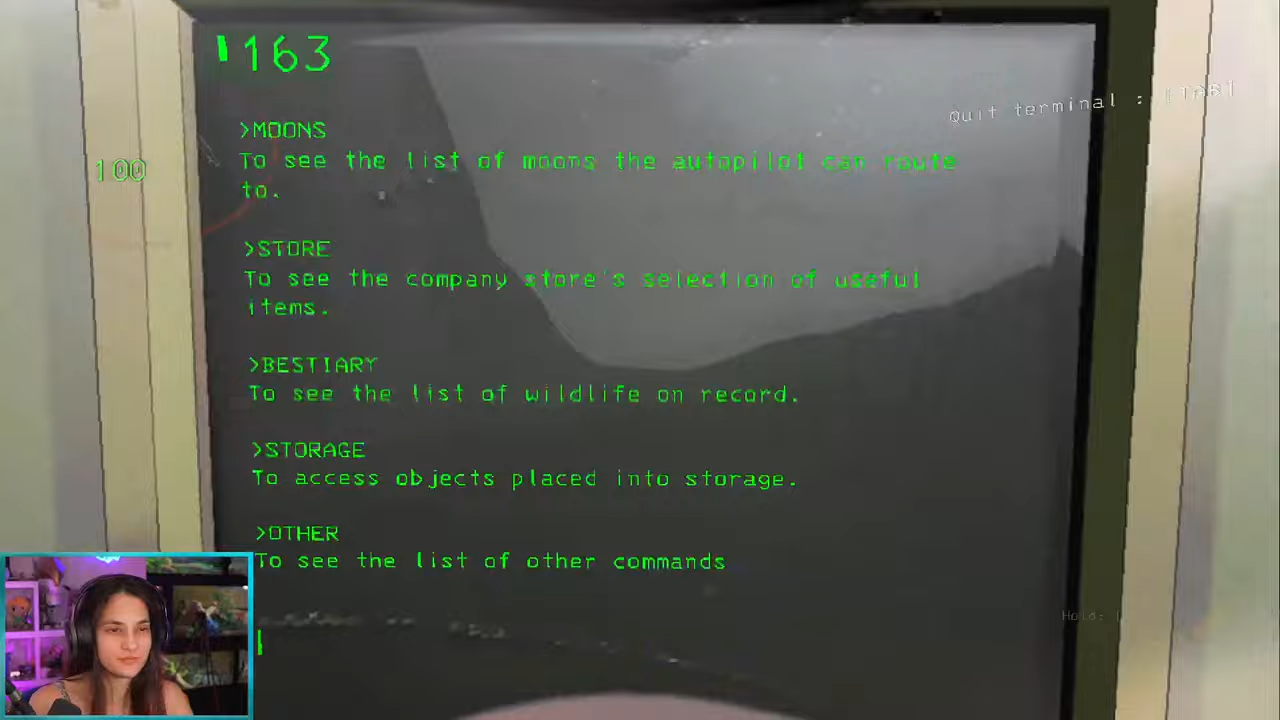 163
Quit terminal : [TAB]
100
>MOONS
To see the list of moons the autopilot can route
to.
>STORE
To see the company store's selection of useful
items.
>BESTIARY
To see the list of wildlife on record.
>STORAGE
To access objects placed into storage.
>OTHER
To see the list of other commands